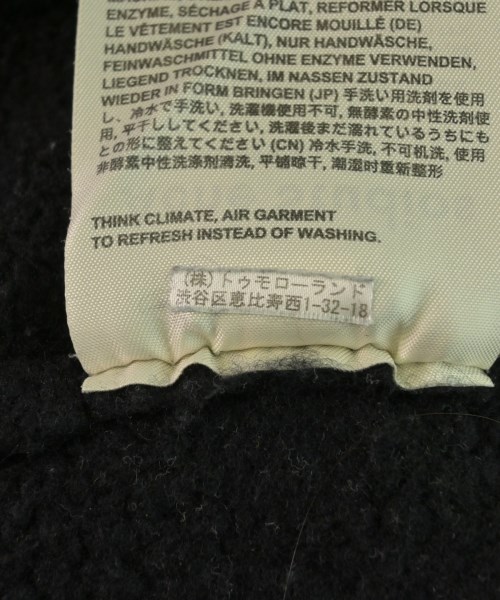 ENZYME, SÉCHAGE À PLAT, REFORMER LORSQUE
LE VÊTEMENT EST ENCORE MOUILLÉ (DE)
HANDWÄSCHE (KALT), NUR HANDWÄSCHE,
FEINWASCHMITTEL OHNE ENZYME VERWENDEN,
LIEGEND TROCKNEN, IM NASSEN ZUSTAND
WIEDER IN FORM BRINGEN (JP) 手洗い用洗剤を使用
し、冷水で手洗い, 洗濯機使用不可, 無酵素の中性洗剤使
用, 平干ししてください, 洗濯後まだ濡れているうちにも
との形に整えてください (CN) 冷水手洗, 不可机洗, 使用
非酵素中性洗涤剂清洗, 平铺晾干, 潮湿时重新整形
THINK CLIMATE, AIR GARMENT
TO REFRESH INSTEAD OF WASHING.
(株)トゥモローランド
渋谷区恵比寿西1-32-18